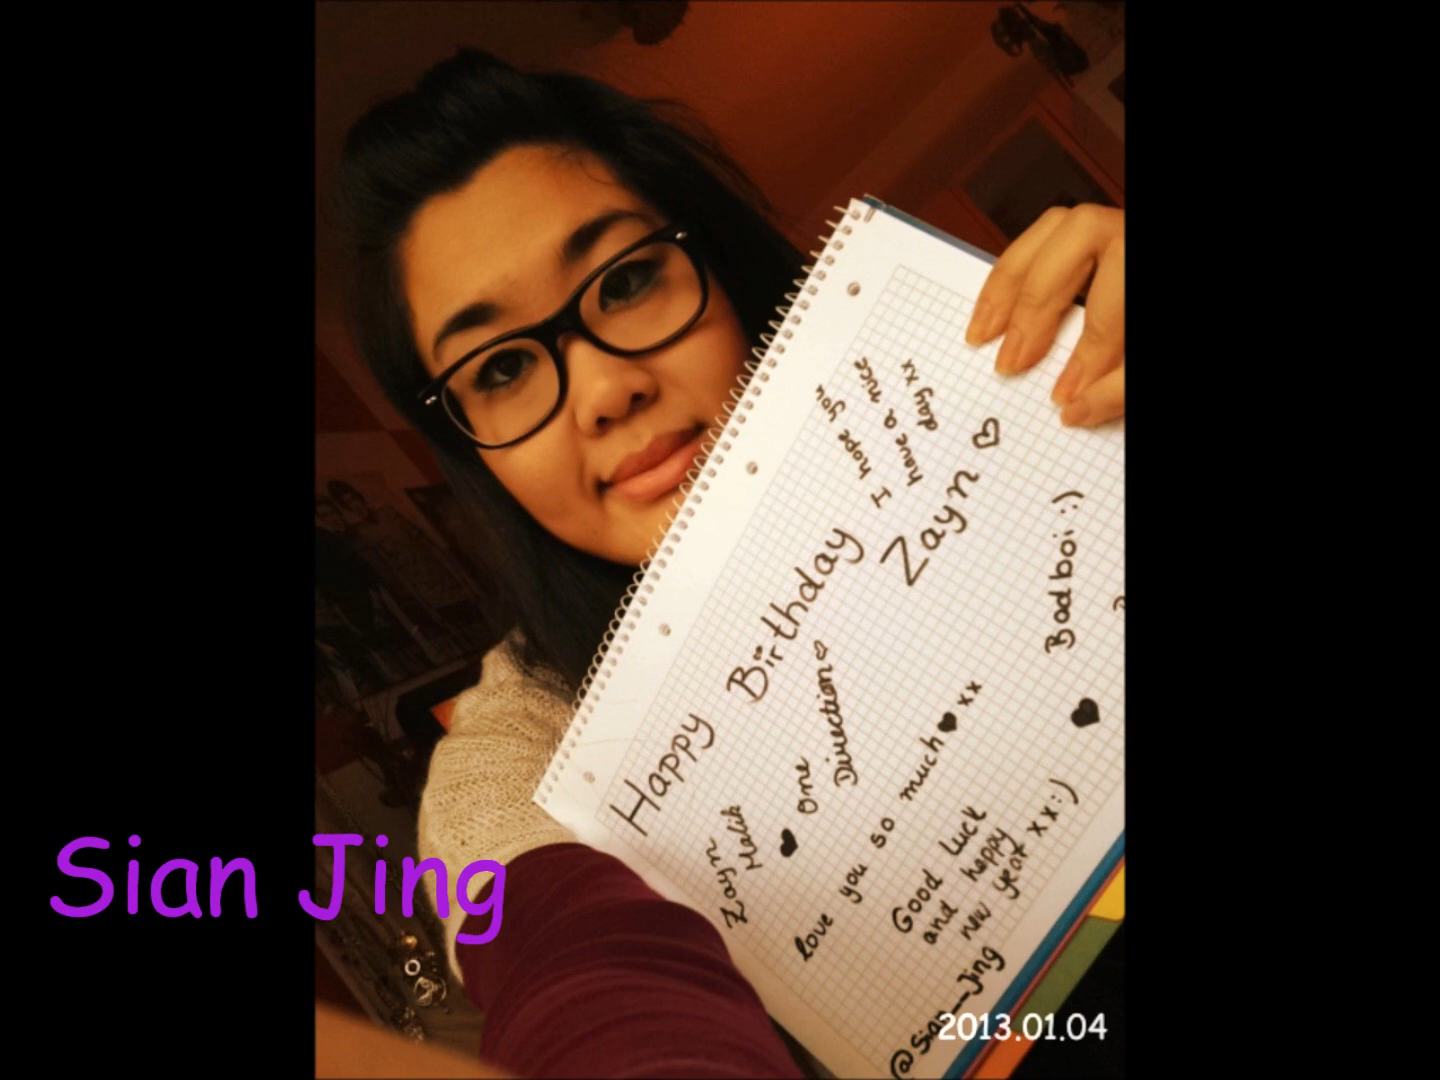 I hope you
have a nice
day xx
Happy Birthday Zayn ♡
Zayn
Malik
♥ One
Direction ♡
Bad boi :)
love you so much ♥ xx
♥
Good luck
and happy
new year xx :)
@Sian__Jing
Sian Jing
2013.01.04